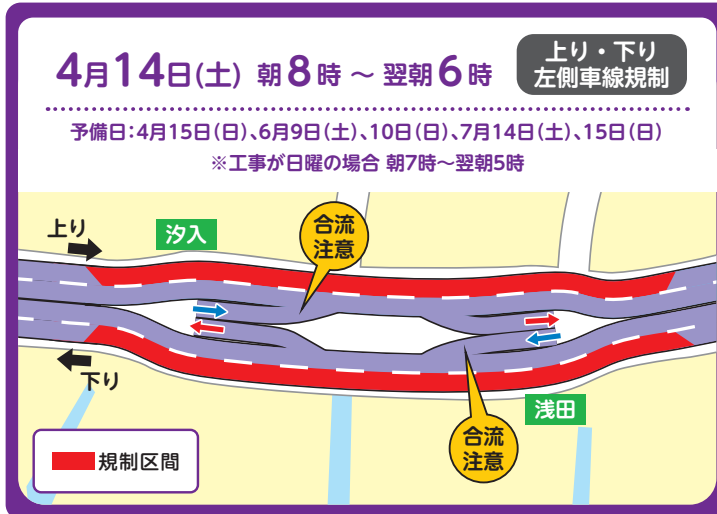 4月14日(土) 朝8時 ～ 翌朝6時
上り・下り
左側車線規制
予備日:4月15日(日)、6月9日(土)、10日(日)、7月14日(土)、15日(日)
※工事が日曜の場合 朝7時～翌朝5時
上り
汐入
合流
注意
下り
浅田
合流
注意
規制区間